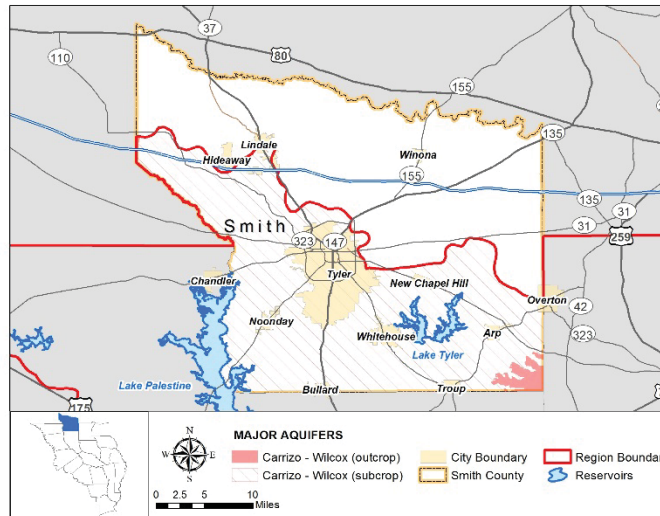 37
110
80
155
135
Lindale
Hideaway
Winona
155
135
31
31
259
Smith
323
147
Tyler
Chandler
New Chapel Hill
Overton
42
Noonday
Whitehouse
Arp
323
Lake Tyler
Lake Palestine
Bullard
Troup
175
N
W
E
S
0 2.5 5 10
Miles
MAJOR AQUIFERS
Carrizo - Wilcox (outcrop)
Carrizo - Wilcox (subcrop)
City Boundary
Smith County
Region Boundar
Reservoirs